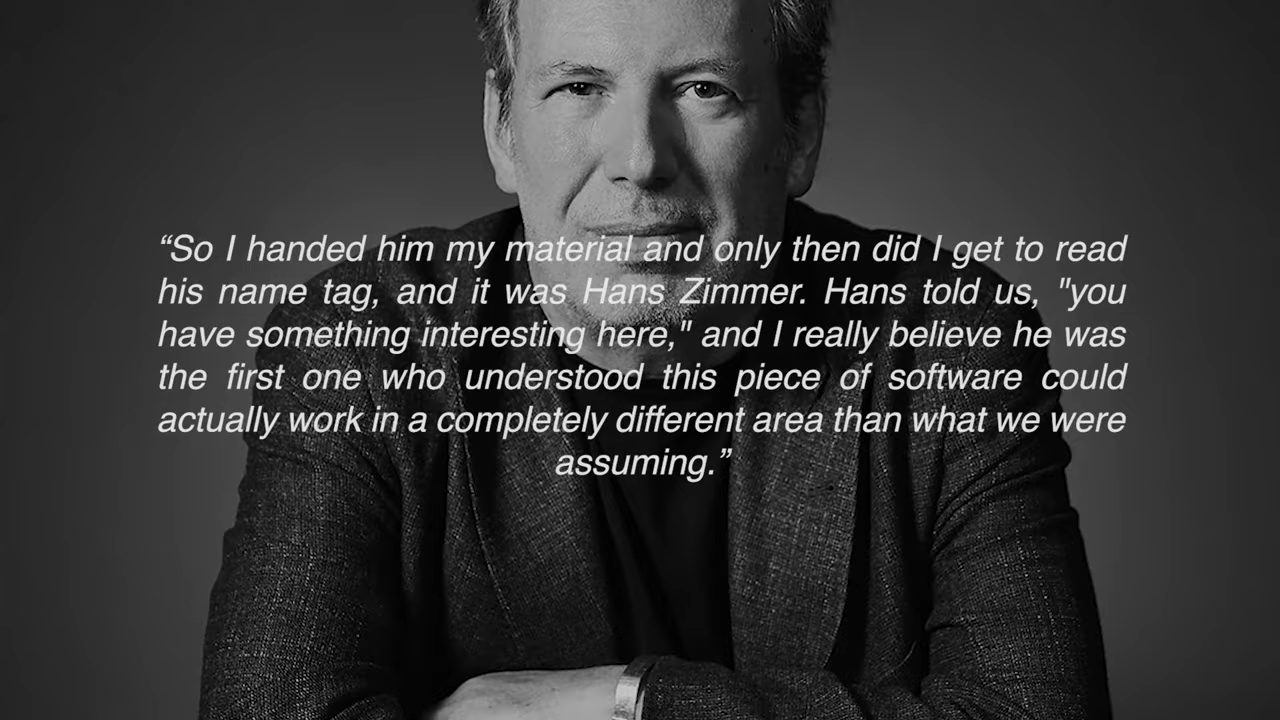 “So I handed him my material and only then did I get to read
his name tag, and it was Hans Zimmer. Hans told us, "you
have something interesting here," and I really believe he was
the first one who understood this piece of software could
actually work in a completely different area than what we were
assuming.”